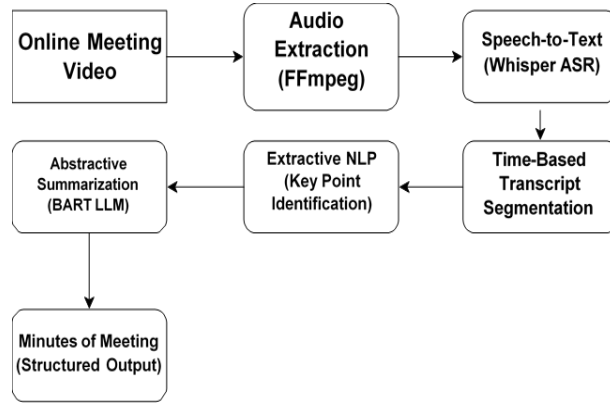 Online Meeting
Video
Audio
Extraction
(FFmpeg)
Speech-to-Text
(Whisper ASR)
Time-Based
Transcript
Segmentation
Extractive NLP
(Key Point
Identification)
Abstractive
Summarization
(BART LLM)
Minutes of Meeting
(Structured Output)